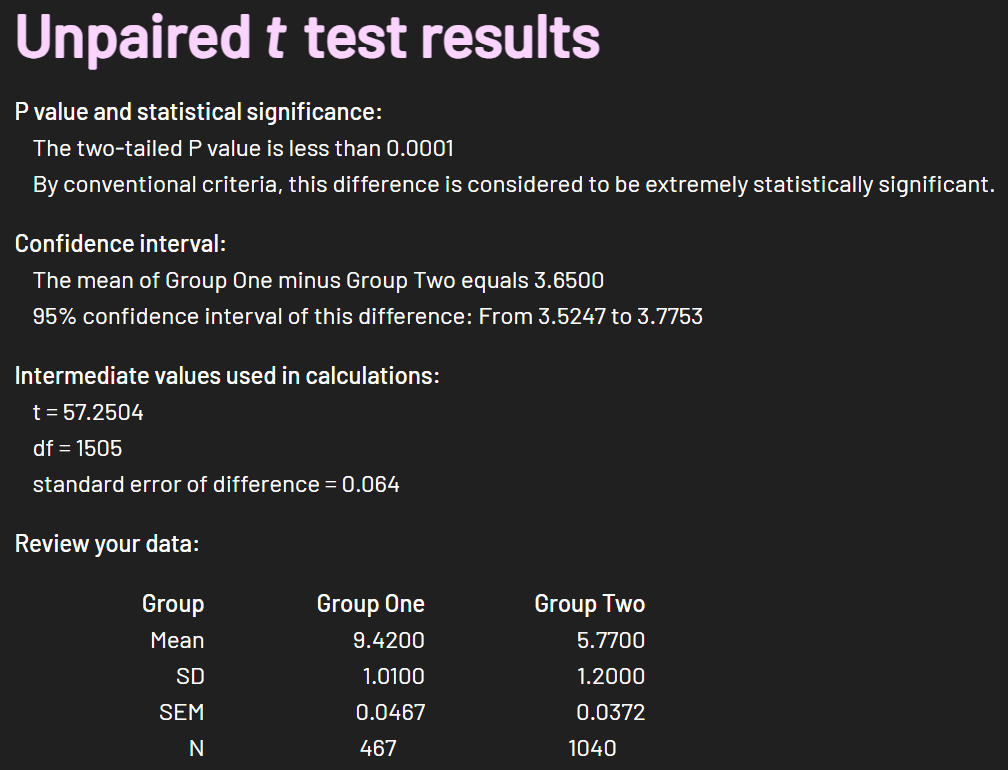 Unpaired t test results
P value and statistical significance:
The two-tailed P value is less than 0.0001
By conventional criteria, this difference is considered to be extremely statistically significant.
Confidence interval:
The mean of Group One minus Group Two equals 3.6500
95% confidence interval of this difference: From 3.5247 to 3.7753
Intermediate values used in calculations:
t = 57.2504
df = 1505
standard error of difference = 0.064
Review your data:
Group Group One Group Two
Mean 9.4200 5.7700
SD 1.0100 1.2000
SEM 0.0467 0.0372
N 467 1040